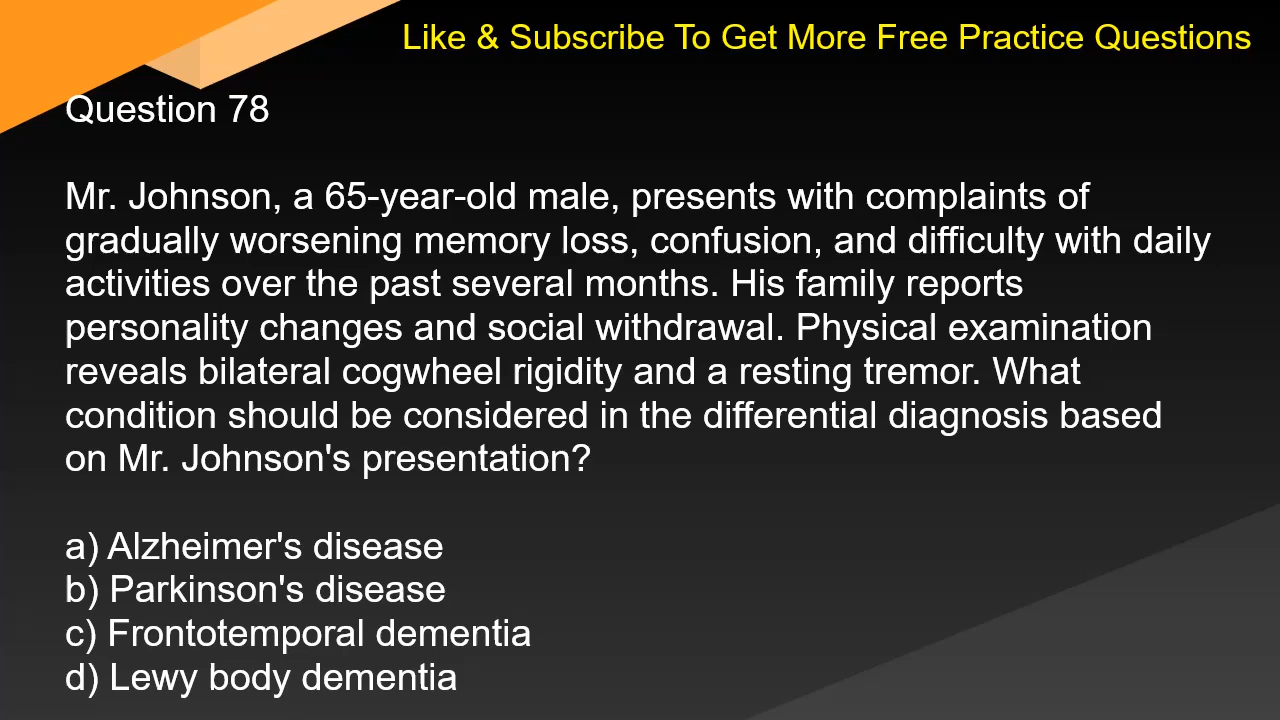 Like & Subscribe To Get More Free Practice Questions
Question 78
Mr. Johnson, a 65-year-old male, presents with complaints of
gradually worsening memory loss, confusion, and difficulty with daily
activities over the past several months. His family reports
personality changes and social withdrawal. Physical examination
reveals bilateral cogwheel rigidity and a resting tremor. What
condition should be considered in the differential diagnosis based
on Mr. Johnson's presentation?
a) Alzheimer's disease
b) Parkinson's disease
c) Frontotemporal dementia
d) Lewy body dementia